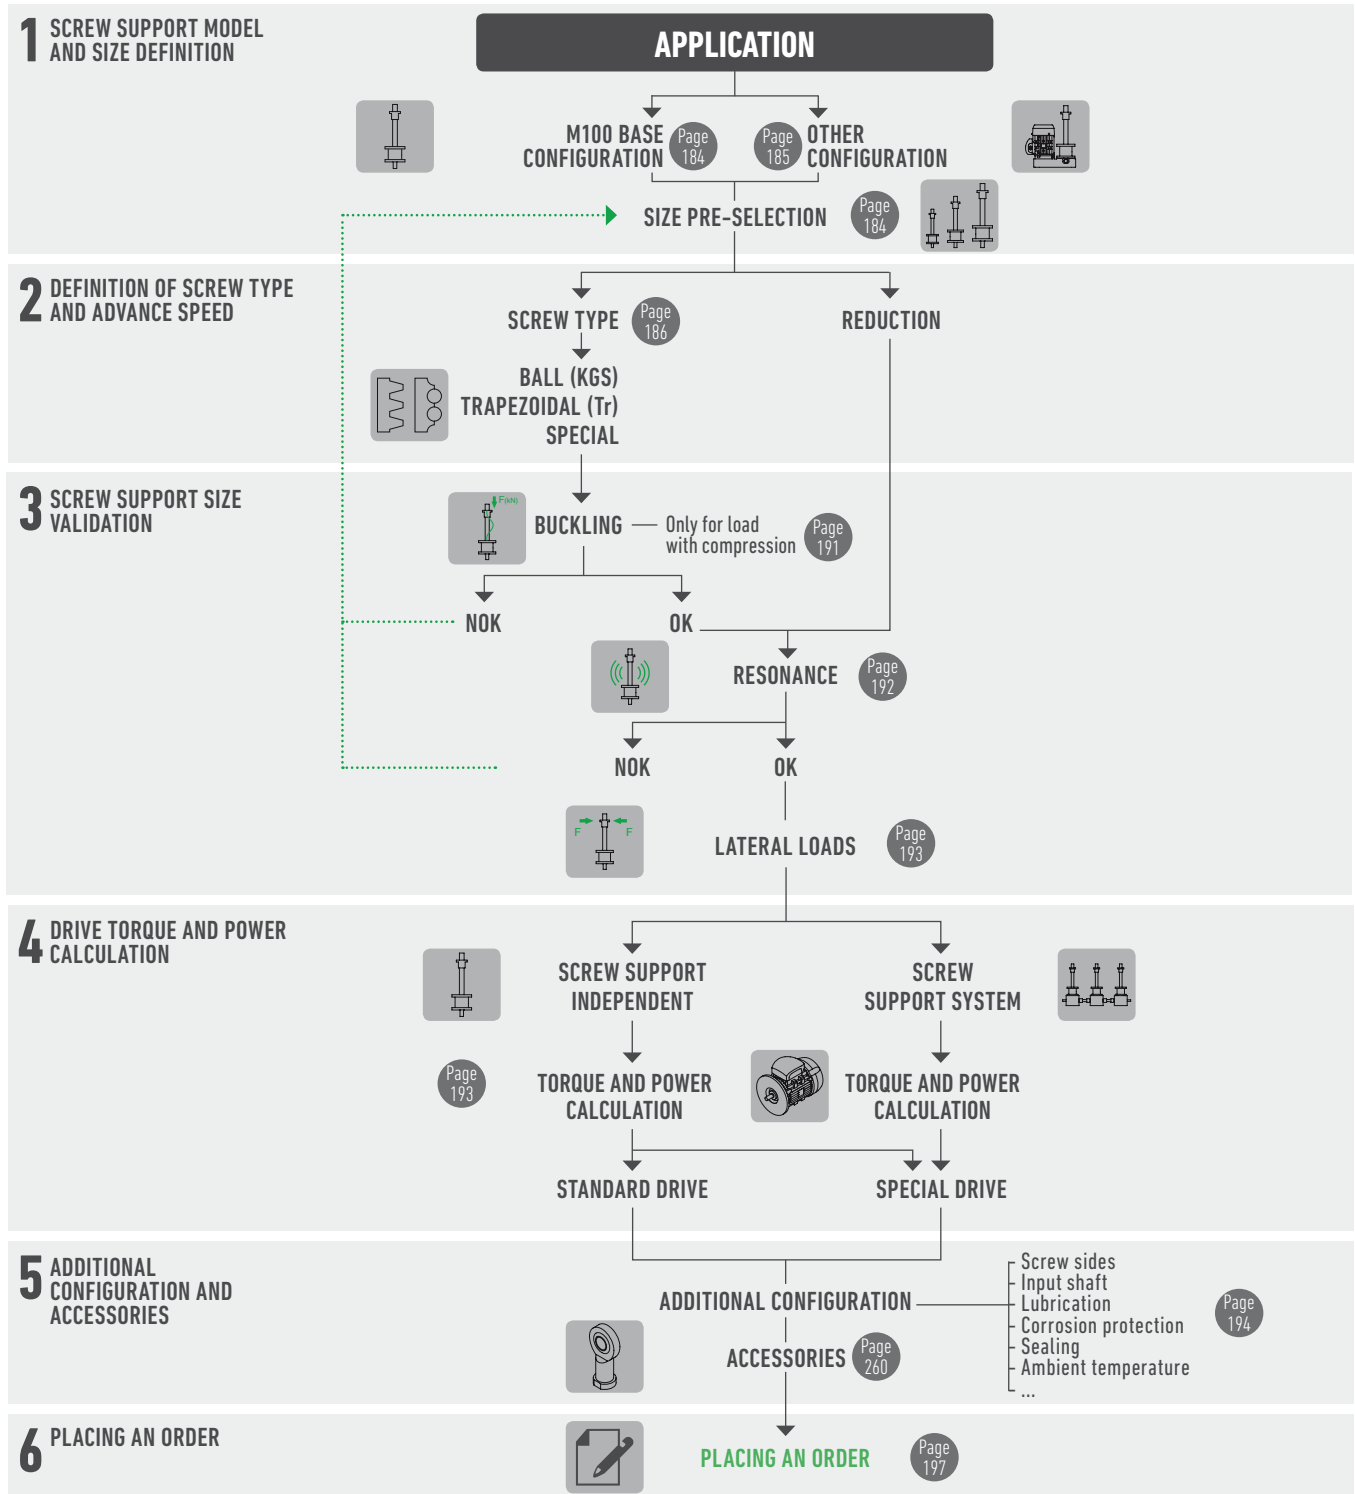 1 SCREW SUPPORT MODEL
AND SIZE DEFINITION
APPLICATION
M100 BASE
CONFIGURATION
Page
184
Page
185
OTHER
CONFIGURATION
SIZE PRE-SELECTION
Page
184
2 DEFINITION OF SCREW TYPE
AND ADVANCE SPEED
SCREW TYPE
Page
186
REDUCTION
BALL (KGS)
TRAPEZOIDAL (Tr)
SPECIAL
3 SCREW SUPPORT SIZE
VALIDATION
F(kN)
BUCKLING
Only for load
with compression
Page
191
NOK
OK
RESONANCE
Page
192
NOK
OK
F
F
LATERAL LOADS
Page
193
4 DRIVE TORQUE AND POWER
CALCULATION
SCREW SUPPORT
INDEPENDENT
SCREW
SUPPORT SYSTEM
Page
193
TORQUE AND POWER
CALCULATION
TORQUE AND POWER
CALCULATION
STANDARD DRIVE
SPECIAL DRIVE
5 ADDITIONAL
CONFIGURATION AND
ACCESSORIES
ADDITIONAL CONFIGURATION
Screw sides
Input shaft
Lubrication
Corrosion protection
Sealing
Ambient temperature
...
Page
194
ACCESSORIES
Page
260
6 PLACING AN ORDER
PLACING AN ORDER
Page
197